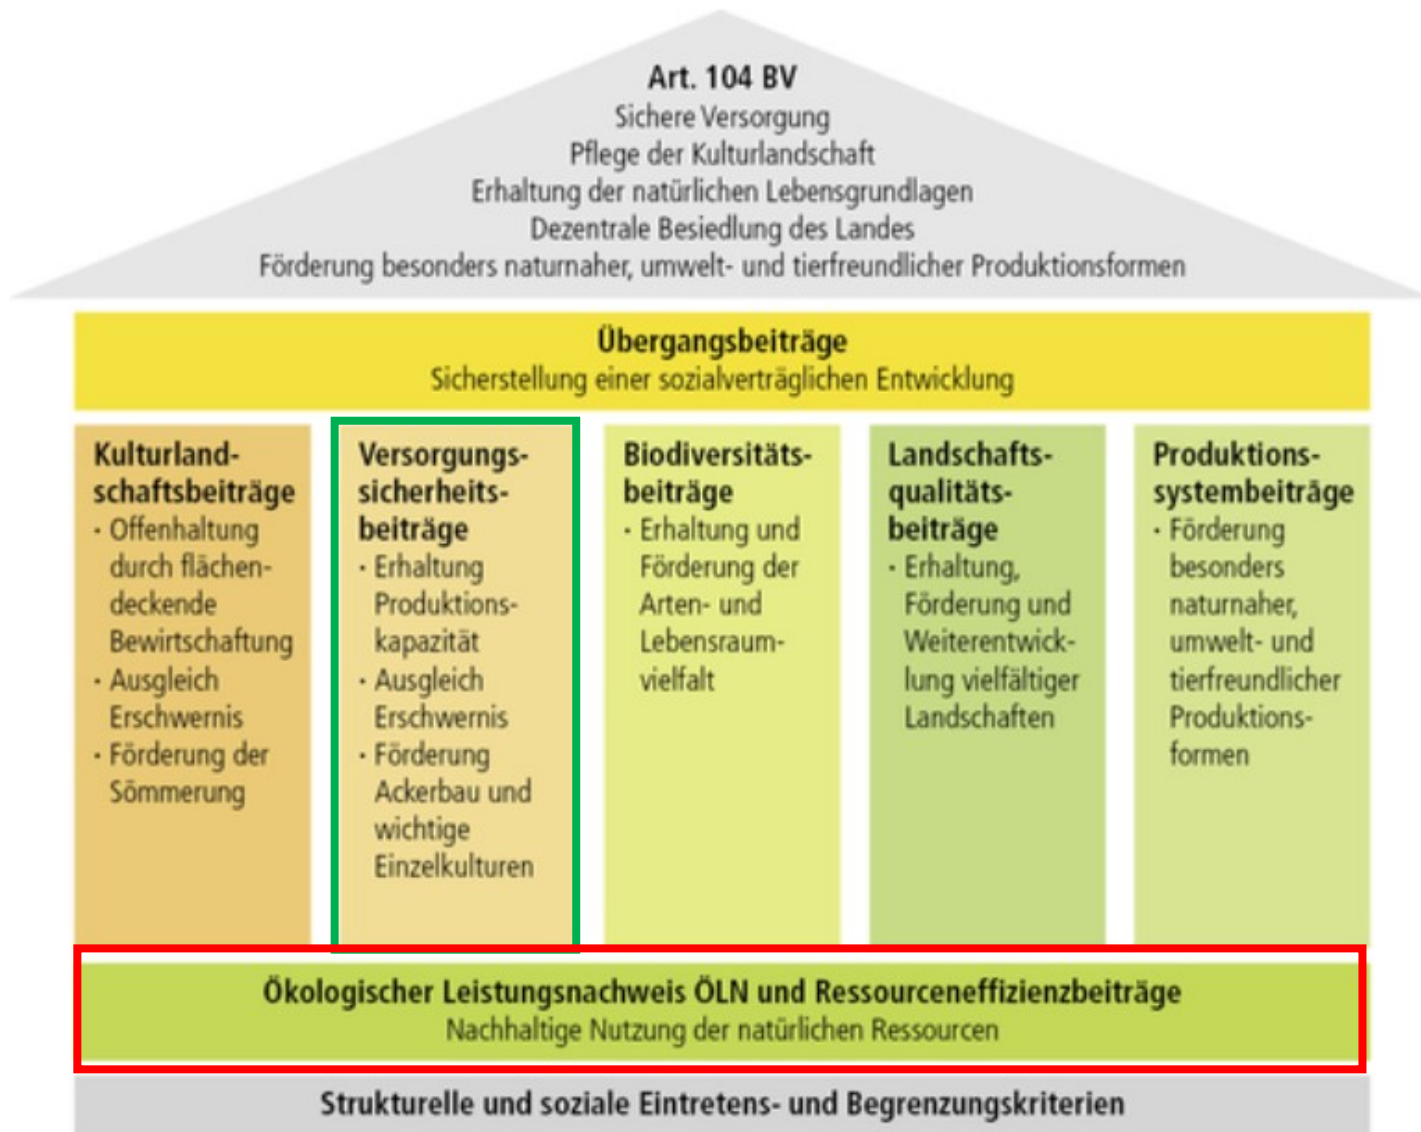 Art. 104 BV
Sichere Versorgung
Pflege der Kulturlandschaft
Erhaltung der natürlichen Lebensgrundlagen
Dezentrale Besiedlung des Landes
Förderung besonders naturnaher, umwelt- und tierfreundlicher Produktionsformen
Übergangsbeiträge
Sicherstellung einer sozialverträglichen Entwicklung
Kulturland-
schaftsbeiträge
· Offenhaltung
durch flächen-
deckende
Bewirtschaftung
· Ausgleich
Erschwernis
· Förderung der
Sömmerung
Versorgungs-
sicherheits-
beiträge
· Erhaltung
Produktions-
kapazität
· Ausgleich
Erschwernis
· Förderung
Ackerbau und
wichtige
Einzelkulturen
Biodiversitäts-
beiträge
· Erhaltung und
Förderung der
Arten- und
Lebensraum-
vielfalt
Landschafts-
qualitäts-
beiträge
· Erhaltung,
Förderung und
Weiterentwick-
lung vielfältiger
Landschaften
Produktions-
systembeiträge
· Förderung
besonders
naturnaher,
umwelt- und
tierfreundlicher
Produktions-
formen
Ökologischer Leistungsnachweis ÖLN und Ressourceneffizienzbeiträge
Nachhaltige Nutzung der natürlichen Ressourcen
Strukturelle und soziale Eintretens- und Begrenzungskriterien